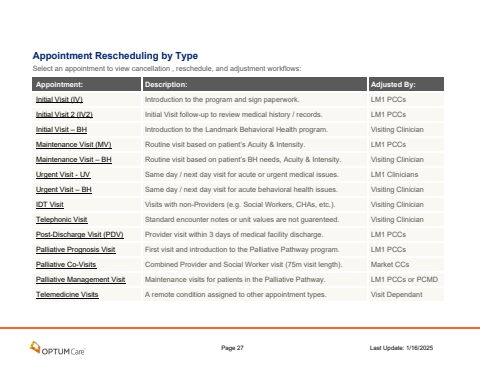 Appointment Rescheduling by Type
Select an appointment to view cancellation , reschedule, and adjustment workflows:
Appointment: Description: Adjusted By:
Initial Visit (IV) Introduction to the program and sign paperwork. LM1 PCCs
Initial Visit 2 (IV2) Initial Visit follow-up to review medical history / records. LM1 PCCs
Initial Visit – BH Introduction to the Landmark Behavioral Health program. Visiting Clinician
Maintenance Visit (MV) Routine visit based on patient's Acuity & Intensity. LM1 PCCs
Maintenance Visit – BH Routine visit based on patient's BH needs, Acuity & Intensity. Visiting Clinician
Urgent Visit - UV Same day / next day visit for acute or urgent medical issues. LM1 Clinicians
Urgent Visit – BH Same day / next day visit for acute behavioral health issues. Visiting Clinician
IDT Visit Visits with non-Providers (e.g. Social Workers, CHAs, etc.). Visiting Clinician
Telephonic Visit Standard encounter notes or unit values are not guarenteed. Visiting Clinician
Post-Discharge Visit (PDV) Provider visit within 3 days of medical facility discharge. LM1 PCCs
Palliative Prognosis Visit First visit and introduction to the Palliative Pathway program. LM1 PCCs
Palliative Co-Visits Combined Provider and Social Worker visit (75m visit length). Market CCs
Palliative Management Visit Maintenance visits for patients in the Palliative Pathway. LM1 PCCs or PCMD
Telemedicine Visits A remote condition assigned to other appointment types. Visit Dependant
OPTUMCare Page 27 Last Update: 1/16/2025